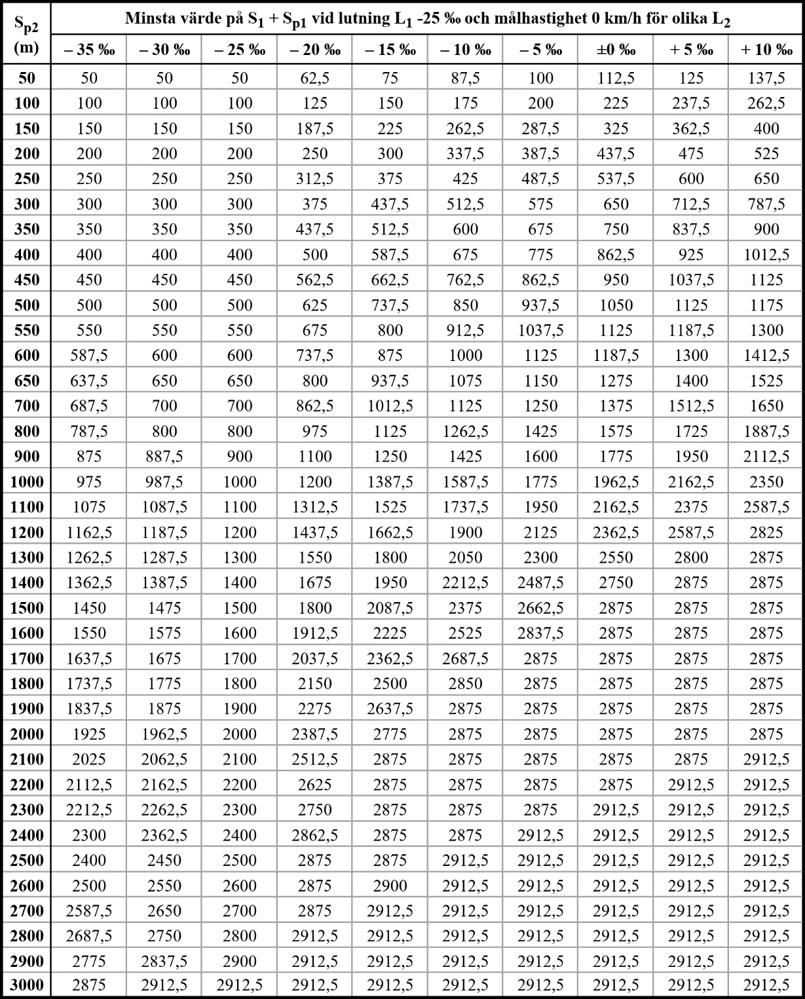 S_p2 (m) Minsta värde på S_1 + S_p1 vid lutning L_1 -25 ‰ och målhastighet 0 km/h för olika L_2
– 35 ‰ – 30 ‰ – 25 ‰ – 20 ‰ – 15 ‰ – 10 ‰ – 5 ‰ ±0 ‰ + 5 ‰ + 10 ‰
50 50 50 50 62,5 75 87,5 100 112,5 125 137,5
100 100 100 100 125 150 175 200 225 237,5 262,5
150 150 150 150 187,5 225 262,5 287,5 325 362,5 400
200 200 200 200 250 300 337,5 387,5 437,5 475 525
250 250 250 250 312,5 375 425 487,5 537,5 600 650
300 300 300 300 375 437,5 512,5 575 650 712,5 787,5
350 350 350 350 437,5 512,5 600 675 750 837,5 900
400 400 400 400 500 587,5 675 775 862,5 925 1012,5
450 450 450 450 562,5 662,5 762,5 862,5 950 1037,5 1125
500 500 500 500 625 737,5 850 937,5 1050 1125 1175
550 550 550 550 675 800 912,5 1037,5 1125 1187,5 1300
600 587,5 600 600 737,5 875 1000 1125 1187,5 1300 1412,5
650 637,5 650 650 800 937,5 1075 1150 1275 1400 1525
700 687,5 700 700 862,5 1012,5 1125 1250 1375 1512,5 1650
800 787,5 800 800 975 1125 1262,5 1425 1575 1725 1887,5
900 875 887,5 900 1100 1250 1425 1600 1775 1950 2112,5
1000 975 987,5 1000 1200 1387,5 1587,5 1775 1962,5 2162,5 2350
1100 1075 1087,5 1100 1312,5 1525 1737,5 1950 2162,5 2375 2587,5
1200 1162,5 1187,5 1200 1437,5 1662,5 1900 2125 2362,5 2587,5 2825
1300 1262,5 1287,5 1300 1550 1800 2050 2300 2550 2800 2875
1400 1362,5 1387,5 1400 1675 1950 2212,5 2487,5 2750 2875 2875
1500 1450 1475 1500 1800 2087,5 2375 2662,5 2875 2875 2875
1600 1550 1575 1600 1912,5 2225 2525 2837,5 2875 2875 2875
1700 1637,5 1675 1700 2037,5 2362,5 2687,5 2875 2875 2875 2875
1800 1737,5 1775 1800 2150 2500 2850 2875 2875 2875 2875
1900 1837,5 1875 1900 2275 2637,5 2875 2875 2875 2875 2875
2000 1925 1962,5 2000 2387,5 2775 2875 2875 2875 2875 2875
2100 2025 2062,5 2100 2512,5 2875 2875 2875 2875 2875 2912,5
2200 2112,5 2162,5 2200 2625 2875 2875 2875 2875 2912,5 2912,5
2300 2212,5 2262,5 2300 2750 2875 2875 2875 2912,5 2912,5 2912,5
2400 2300 2362,5 2400 2862,5 2875 2875 2912,5 2912,5 2912,5 2912,5
2500 2400 2450 2500 2875 2875 2912,5 2912,5 2912,5 2912,5 2912,5
2600 2500 2550 2600 2875 2900 2912,5 2912,5 2912,5 2912,5 2912,5
2700 2587,5 2650 2700 2875 2912,5 2912,5 2912,5 2912,5 2912,5 2912,5
2800 2687,5 2750 2800 2912,5 2912,5 2912,5 2912,5 2912,5 2912,5 2912,5
2900 2775 2837,5 2900 2912,5 2912,5 2912,5 2912,5 2912,5 2912,5 2912,5
3000 2875 2912,5 2912,5 2912,5 2912,5 2912,5 2912,5 2912,5 2912,5 2912,5